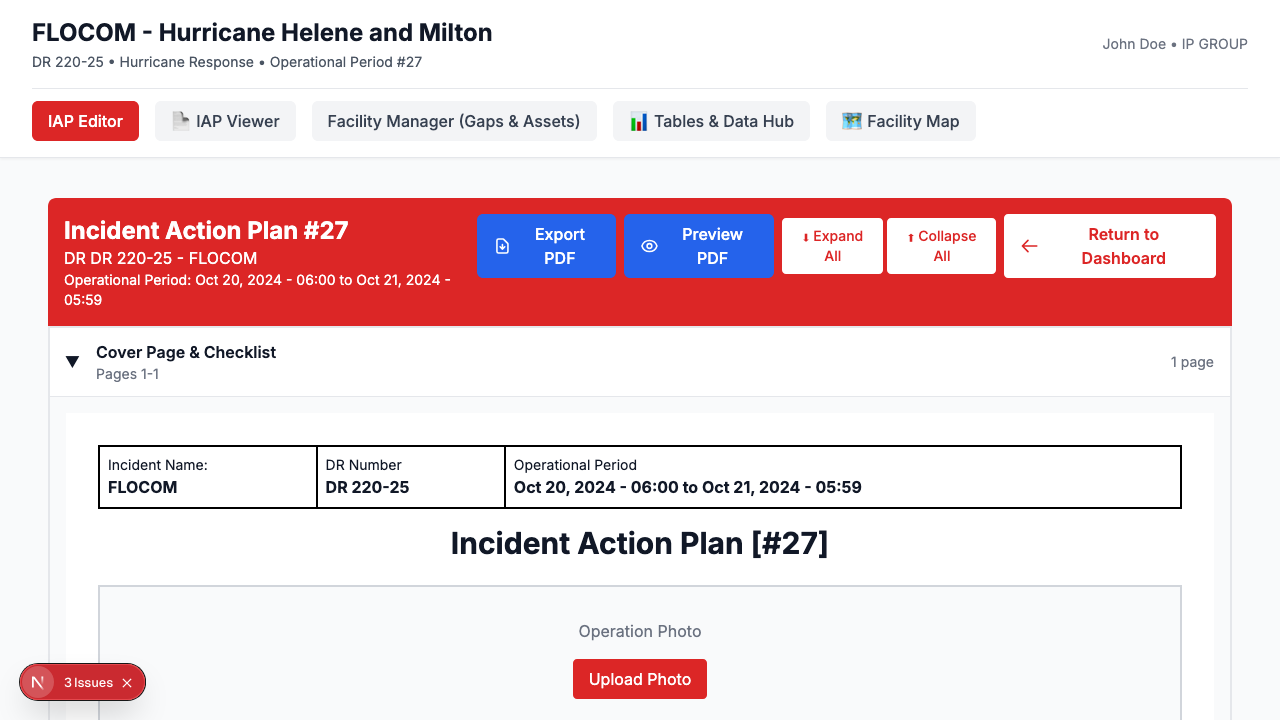 FLOCOM - Hurricane Helene and Milton
DR 220-25 • Hurricane Response • Operational Period #27
John Doe • IP GROUP
IAP Editor
IAP Viewer
Facility Manager (Gaps & Assets)
Tables & Data Hub
Facility Map
Incident Action Plan #27
DR DR 220-25 - FLOCOM
Operational Period: Oct 20, 2024 - 06:00 to Oct 21, 2024 -
05:59
Export
PDF
Preview
PDF
⬇ Expand
All
⬆ Collapse
All
← Return to
Dashboard
▼ Cover Page & Checklist
Pages 1-1
1 page
Incident Name:
FLOCOM
DR Number
DR 220-25
Operational Period
Oct 20, 2024 - 06:00 to Oct 21, 2024 - 05:59
Incident Action Plan [#27]
Operation Photo
Upload Photo
N 3 Issues ×